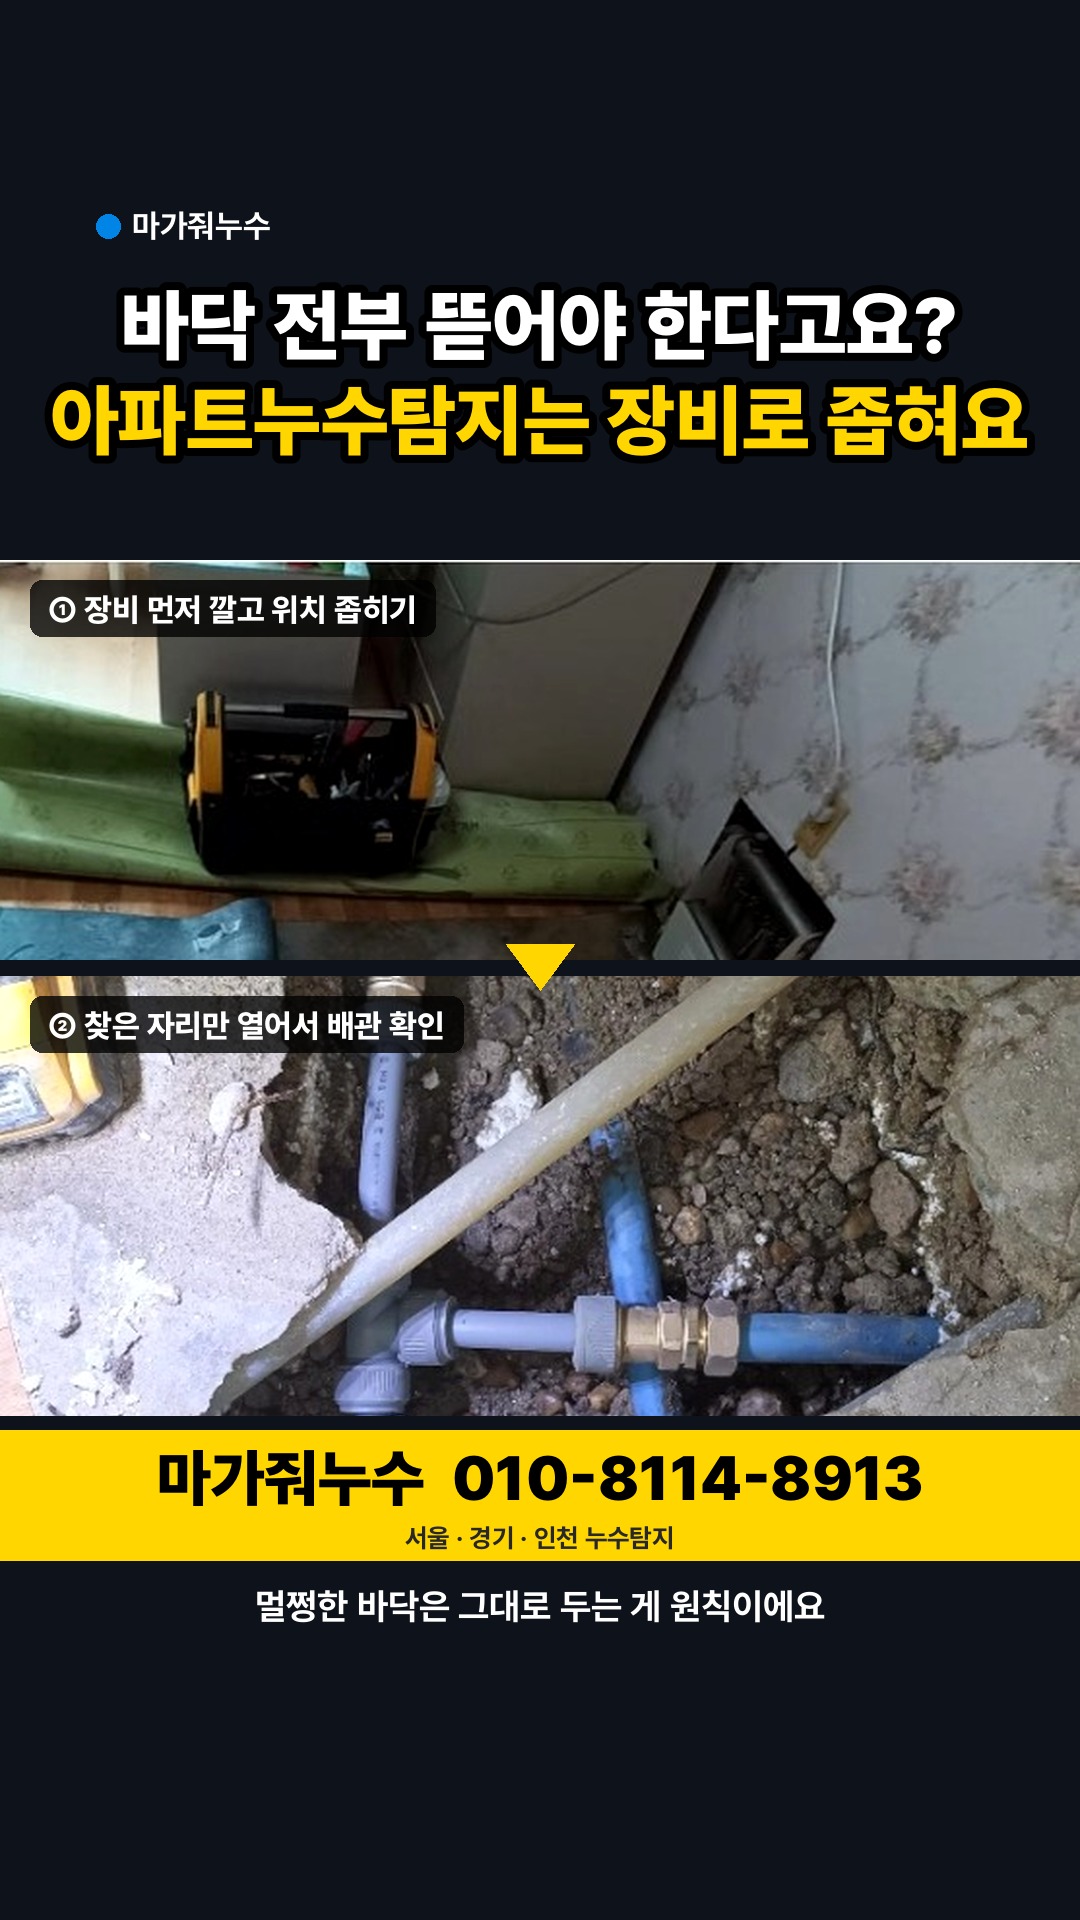 마가줘누수
바닥 전부 뜯어야 한다고요?
아파트누수탐지는 장비로 좁혀요
① 장비 먼저 깔고 위치 좁히기
② 찾은 자리만 열어서 배관 확인
마가줘누수 010-8114-8913
서울 · 경기 · 인천 누수탐지
멀쩡한 바닥은 그대로 두는 게 원칙이에요